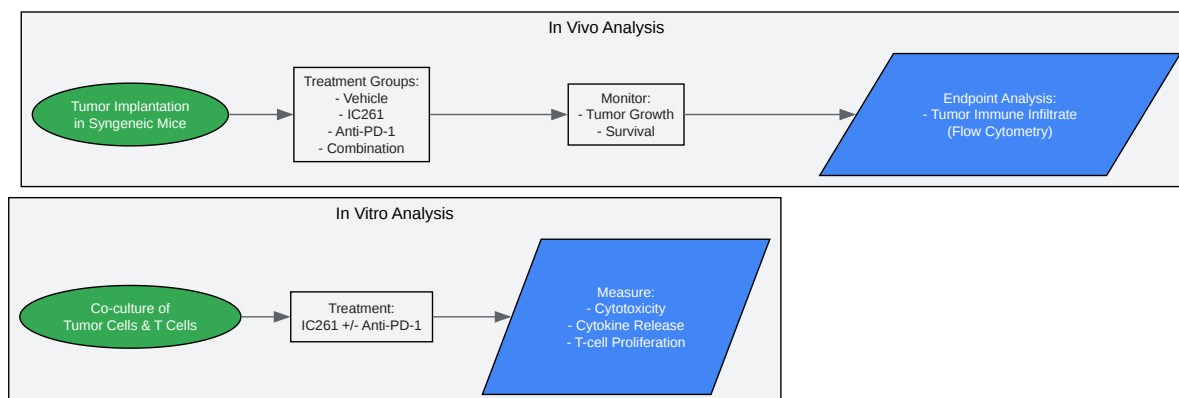 In Vivo Analysis
Tumor Implantation
in Syngeneic Mice
Treatment Groups:
- Vehicle
- IC261
- Anti-PD-1
- Combination
Monitor:
- Tumor Growth
- Survival
Endpoint Analysis:
- Tumor Immune Infiltrate
(Flow Cytometry)
In Vitro Analysis
Co-culture of
Tumor Cells & T Cells
Treatment:
IC261 +/- Anti-PD-1
Measure:
- Cytotoxicity
- Cytokine Release
- T-cell Proliferation